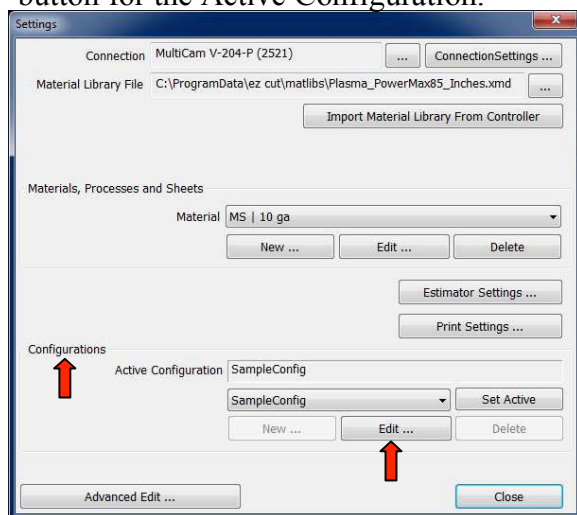 button for the Active Configuration.
Settings
Connection MultiCam V-204-P (2521) ... ConnectionSettings ...
Material Library File C:\ProgramData\ez cut\matlibs\Plasma_PowerMax85_Inches.xmd ...
Import Material Library From Controller
Materials, Processes and Sheets
Material MS | 10 ga
New ... Edit ... Delete
Estimator Settings ...
Print Settings ...
Configurations
Active Configuration SampleConfig
SampleConfig Set Active
New ... Edit ... Delete
Advanced Edit ... Close